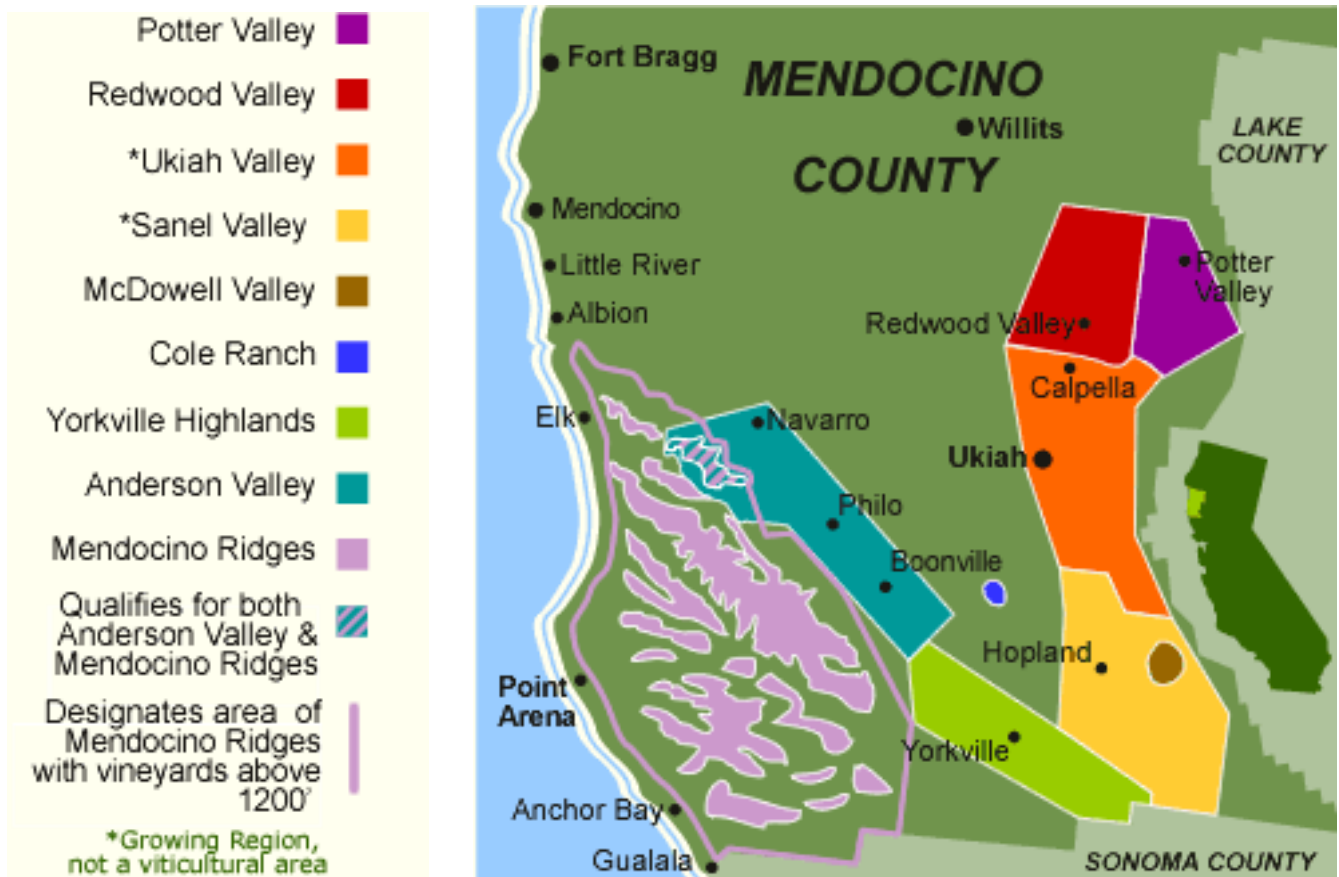 Potter Valley
Redwood Valley
*Ukiah Valley
*Sanel Valley
McDowell Valley
Cole Ranch
Yorkville Highlands
Anderson Valley
Mendocino Ridges
Qualifies for both
Anderson Valley &
Mendocino Ridges
Designates area of
Mendocino Ridges
with vineyards above
1200'
*Growing Region,
not a viticultural area
Fort Bragg
MENDOCINO
COUNTY
Willits
LAKE
COUNTY
Mendocino
Little River
Albion
Potter
Valley
Redwood Valley
Calpella
Elk
Navarro
Ukiah
Philo
Boonville
Hopland
Point
Arena
Yorkville
Anchor Bay
Gualala
SONOMA COUNTY